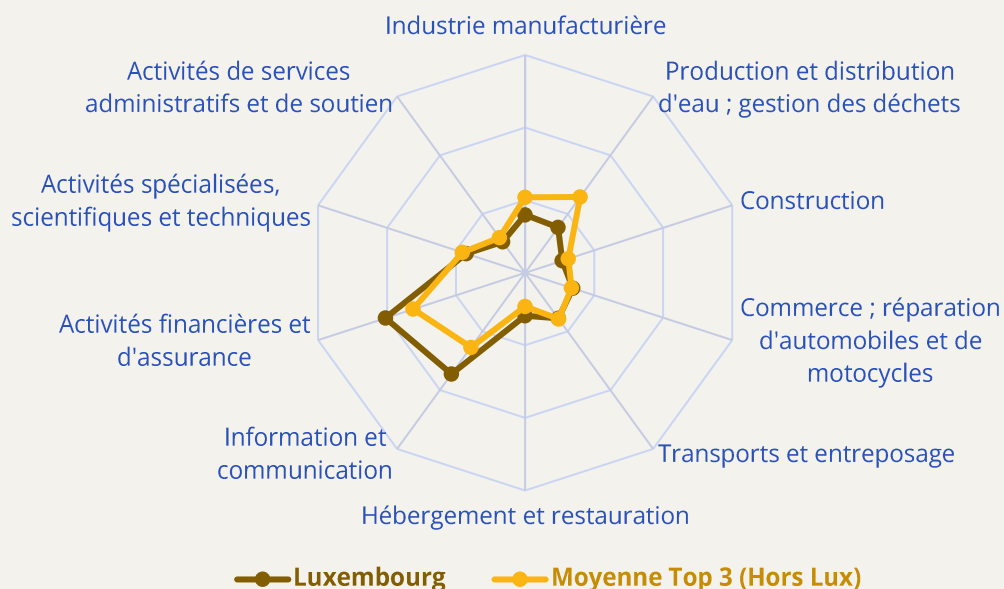 Industrie manufacturière
Production et distribution
d'eau ; gestion des déchets
Construction
Commerce ; réparation
d'automobiles et de
motocycles
Transports et entreposage
Hébergement et restauration
Information et
communication
Activités financières et
d'assurance
Activités spécialisées,
scientifiques et techniques
Activités de services
administratifs et de soutien
Luxembourg
Moyenne Top 3 (Hors Lux)